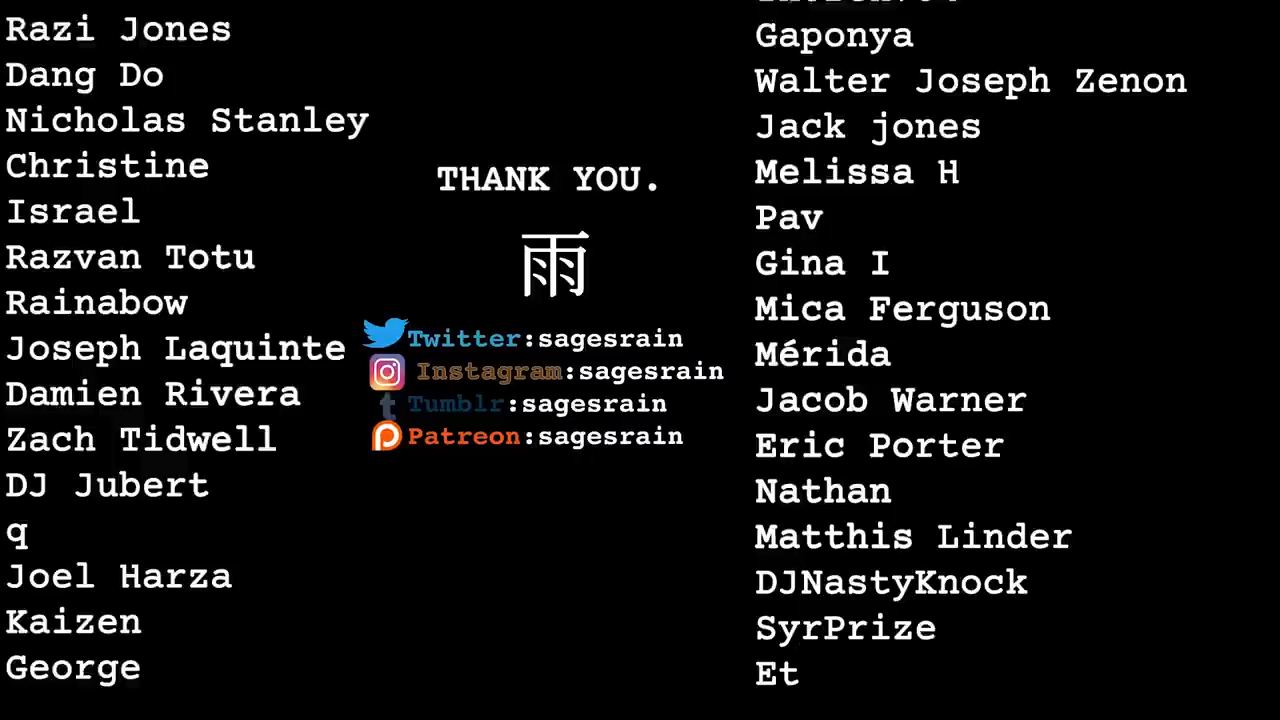 Razi Jones
Dang Do
Nicholas Stanley
Christine
Israel
Razvan Totu
Rainabow
Joseph Laquinte
Damien Rivera
Zach Tidwell
DJ Jubert
q
Joel Harza
Kaizen
George
THANK YOU.
雨
Twitter:sagesrain
Instagram:sagesrain
Tumblr:sagesrain
Patreon:sagesrain
Gaponya
Walter Joseph Zenon
Jack jones
Melissa H
Pav
Gina I
Mica Ferguson
Mérida
Jacob Warner
Eric Porter
Nathan
Matthis Linder
DJNastyKnock
SyrPrize
Et